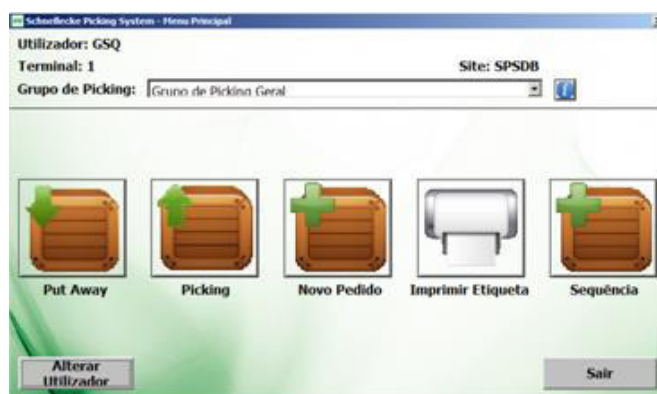 Schnellecke Picking System - Menu Principal
Utilizador: GSQ
Terminal: 1
Site: SPSDB
Grupo de Picking:
Grupo de Picking Geral
Put Away
Picking
Novo Pedido
Imprimir Etiqueta
Sequência
Alterar
Utilizador
Sair